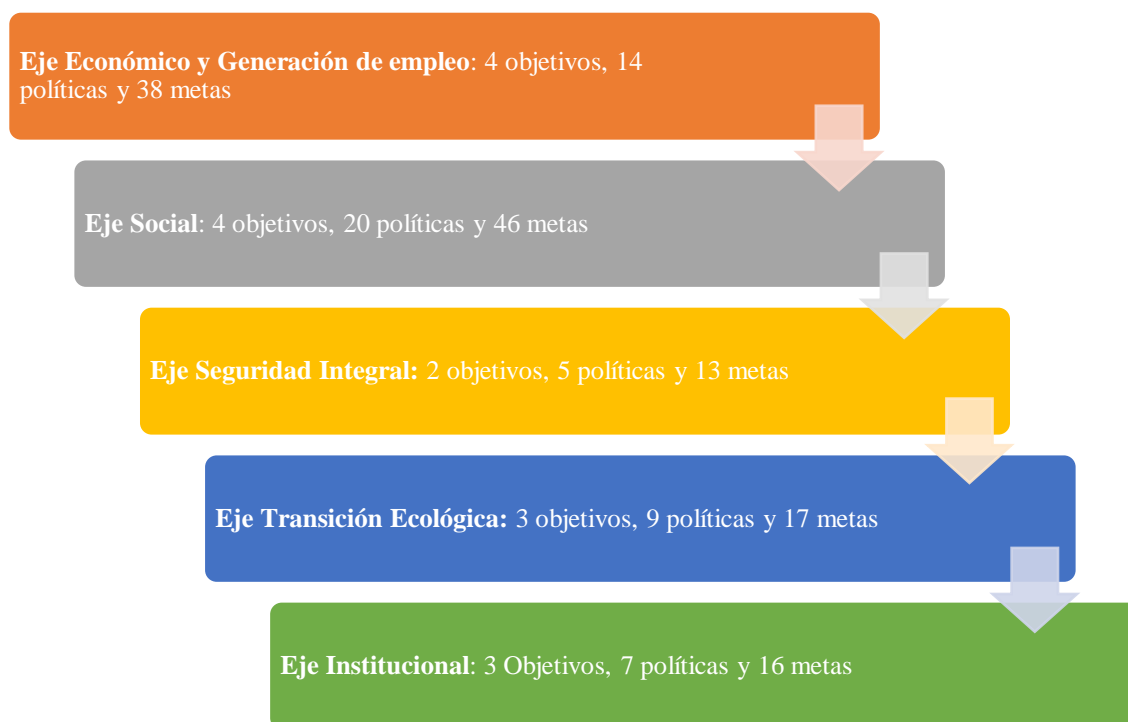 Eje Económico y Generación de empleo: 4 objetivos, 14
políticas y 38 metas
Eje Social: 4 objetivos, 20 políticas y 46 metas
Eje Seguridad Integral: 2 objetivos, 5 políticas y 13 metas
Eje Transición Ecológica: 3 objetivos, 9 políticas y 17 metas
Eje Institucional: 3 Objetivos, 7 políticas y 16 metas